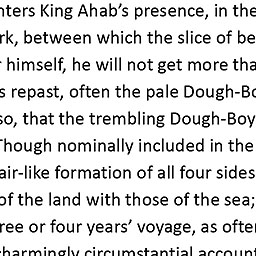 nters King Ahab’s presence, in the
rk, between which the slice of be
himself, he will not get more tha
s repast, often the pale Dough-Bo
so, that the trembling Dough-Boy
Though nominally included in the
air-like formation of all four sides
of the land with those of the sea;
ree or four years’ voyage, as ofte
charmingly circumstantial account